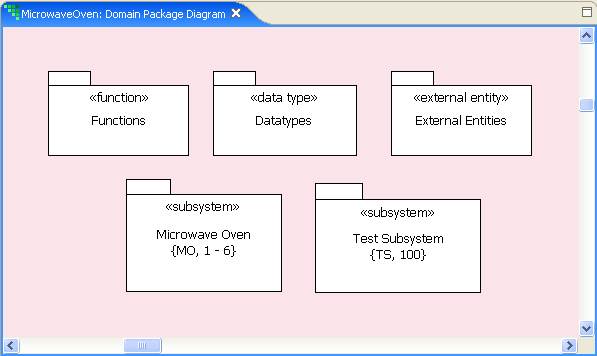 MicrowaveOven: Domain Package Diagram
«function»
Functions
«data type»
Datatypes
«external entity»
External Entities
«subsystem»
Microwave Oven
{MO, 1 - 6}
«subsystem»
Test Subsystem
{TS, 100}